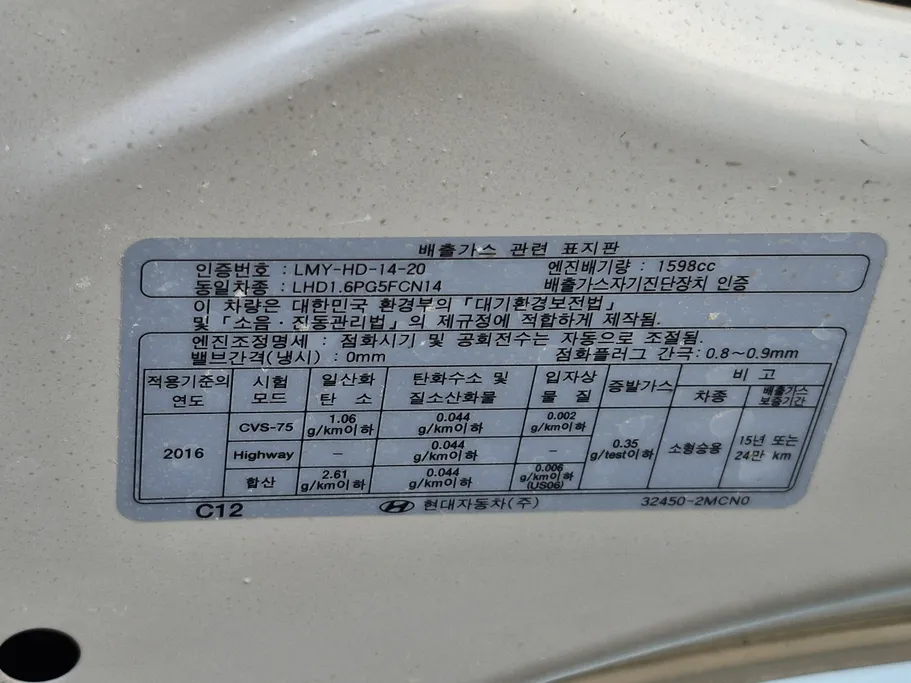 배출가스 관련 표지판
인증번호 : LMY-HD-14-20 엔진배기량 : 1598cc
동일차종 : LHD1.6PG5FCN14 배출가스자기진단장치 인증
이 차량은 대한민국 환경부의 「대기환경보전법」
및 「소음·진동관리법」의 제규정에 적합하게 제작됨.
엔진조정명세 : 점화시기 및 공회전수는 자동으로 조절됨.
밸브간격(냉시) : 0mm 점화플러그 간극: 0.8~0.9mm
적용기준의 연도 시험 모드 일산화 탄소 탄화수소 및 질소산화물 입자상 물질 증발가스 비고
차종 배출가스 보증기간
2016 CVS-75 1.06 g/km이하 0.044 g/km이하 0.002 g/km이하 0.35 g/test이하 소형승용 15년 또는 24만 km
Highway – 0.044 g/km이하 –
합산 2.61 g/km이하 0.044 g/km이하 0.006 g/km이하 (US06)
C12 현대자동차(주) 32450-2MCN0